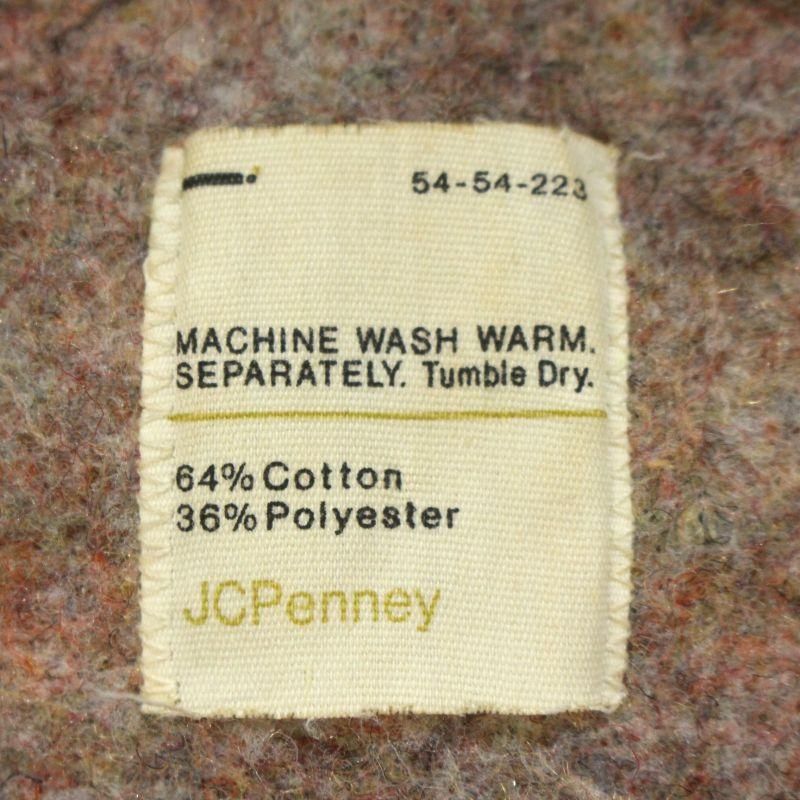 54-54-223
MACHINE WASH WARM.
SEPARATELY. Tumble Dry.
64% Cotton
36% Polyester
JCPenney